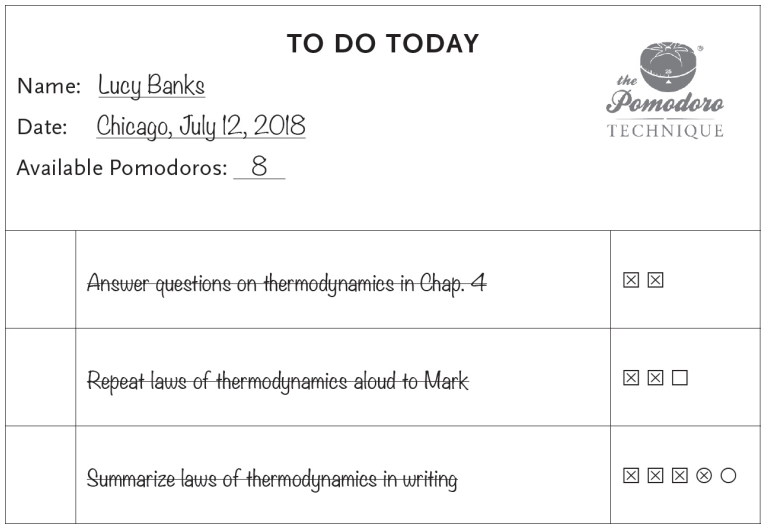 TO DO TODAY
the
Pomodoro
TECHNIQUE
®
Name: Lucy Banks
Date: Chicago, July 12, 2018
Available Pomodoros: 8
Answer questions on thermodynamics in Chap. 4
Repeat laws of thermodynamics aloud to Mark
Summarize laws of thermodynamics in writing